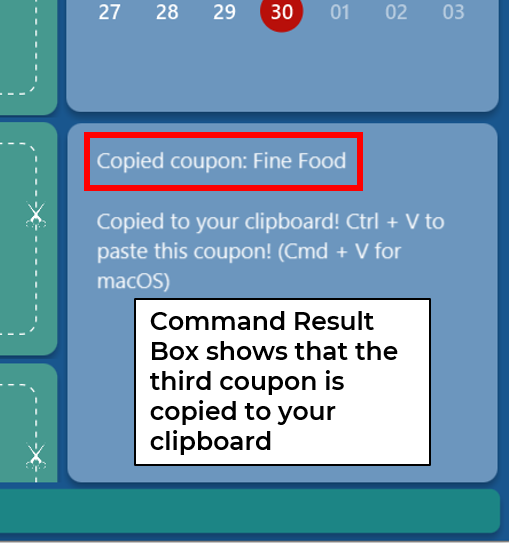 27 28 29 30 01 02 03
Copied coupon: Fine Food
Copied to your clipboard! Ctrl + V to
paste this coupon! (Cmd + V for
macOS)
Command Result
Box shows that the
third coupon is
copied to your
clipboard